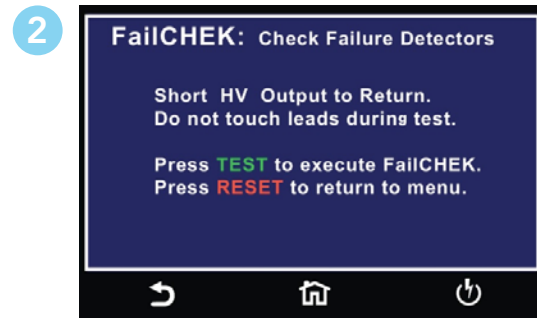 2
FailCHEK: Check Failure Detectors
Short HV Output to Return.
Do not touch leads during test.
Press TEST to execute FailCHEK.
Press RESET to return to menu.